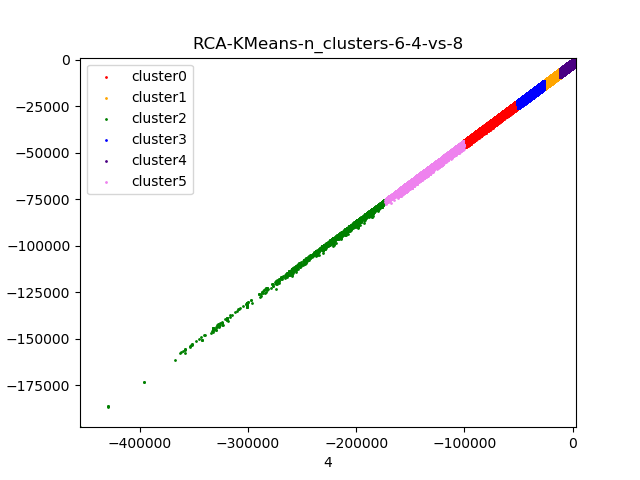 RCA-KMeans-n_clusters-6-4-vs-8
cluster0
cluster1
cluster2
cluster3
cluster4
cluster5
0
−25000
−50000
−75000
−100000
−125000
−150000
−175000
−400000
−300000
−200000
−100000
0
4